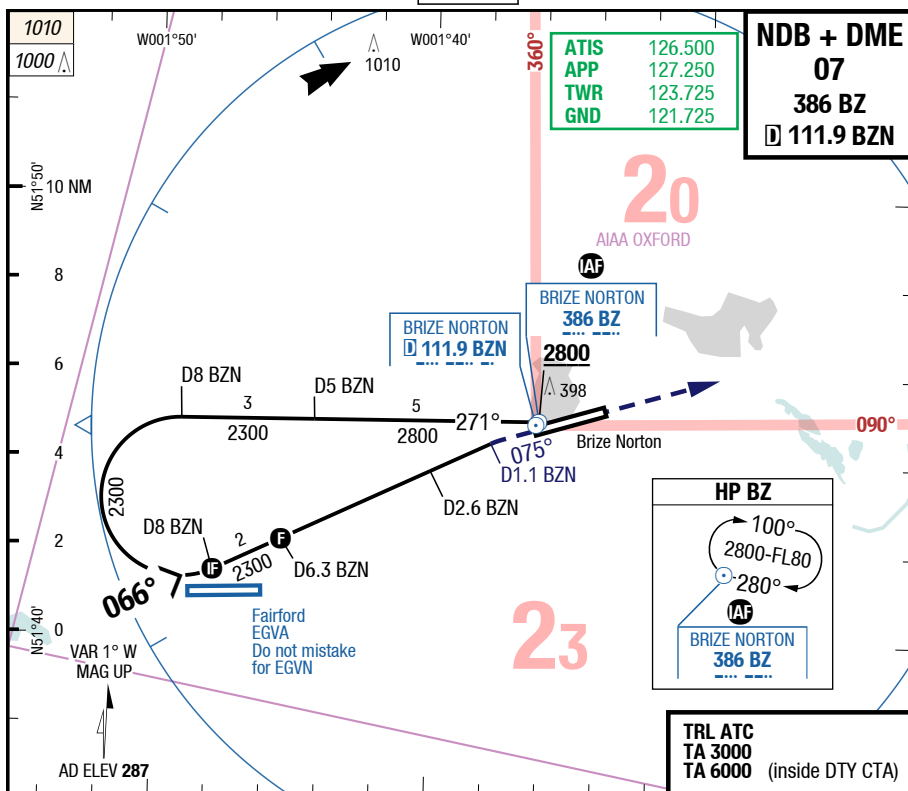 1010
1000
W001°50'
W001°40'
1010
360°
ATIS 126.500
APP 127.250
TWR 123.725
GND 121.725
NDB + DME
07
386 BZ
D 111.9 BZN
N51°50'
10 NM
8
6
4
2
0
N51°40'
20
AIAA OXFORD
IAF
BRIZE NORTON
386 BZ
BRIZE NORTON
D 111.9 BZN
2800
398
D8 BZN
D5 BZN
3
5
271°
2300
2800
090°
Brize Norton
075°
D1.1 BZN
D2.6 BZN
2300
D8 BZN
IF
2
F
2300
D6.3 BZN
066°
Fairford
EGVA
Do not mistake
for EGVN
23
HP BZ
100°
2800-FL80
280°
IAF
BRIZE NORTON
386 BZ
VAR 1° W
MAG UP
AD ELEV 287
TRL ATC
TA 3000
TA 6000 (inside DTY CTA)